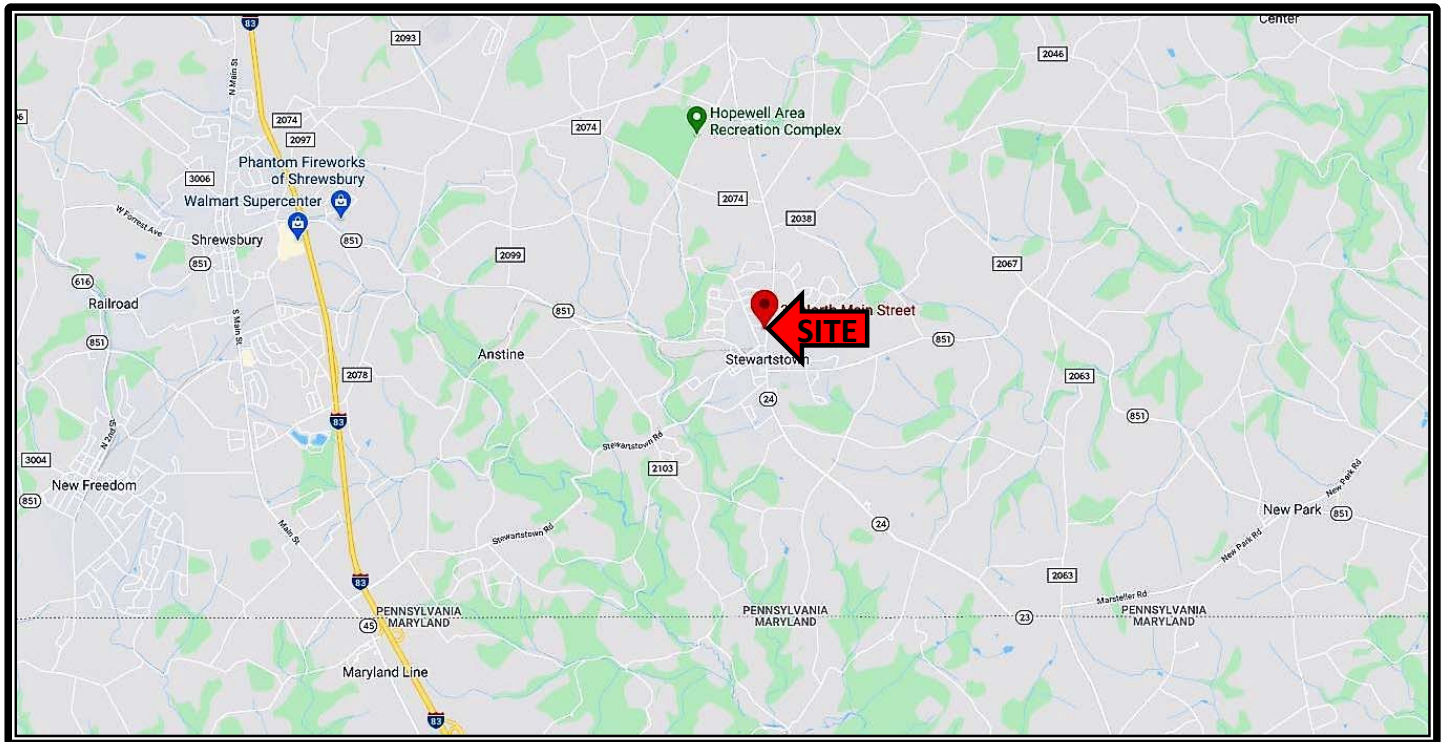 83
Center
2093
2046
N Main St
Hopewell Area
Recreation Complex
2074
2074
2097
Phantom Fireworks
of Shrewsbury
3006
2074
Walmart Supercenter
W Forrest Ave
2038
Shrewsbury
851
2099
2067
851
616
Railroad
North Main Street
851
SITE
S Main St
851
851
Anstine
Stewartstown
2078
2063
24
83
851
N 2nd St
Stewartstown Rd
3004
2103
New Park Rd
New Freedom
851
New Park
851
24
Main St
Stewartstown Rd
New Park Rd
83
2063
Marsteller Rd
PENNSYLVANIA
MARYLAND
PENNSYLVANIA
MARYLAND
PENNSYLVANIA
MARYLAND
45
23
Maryland Line
83